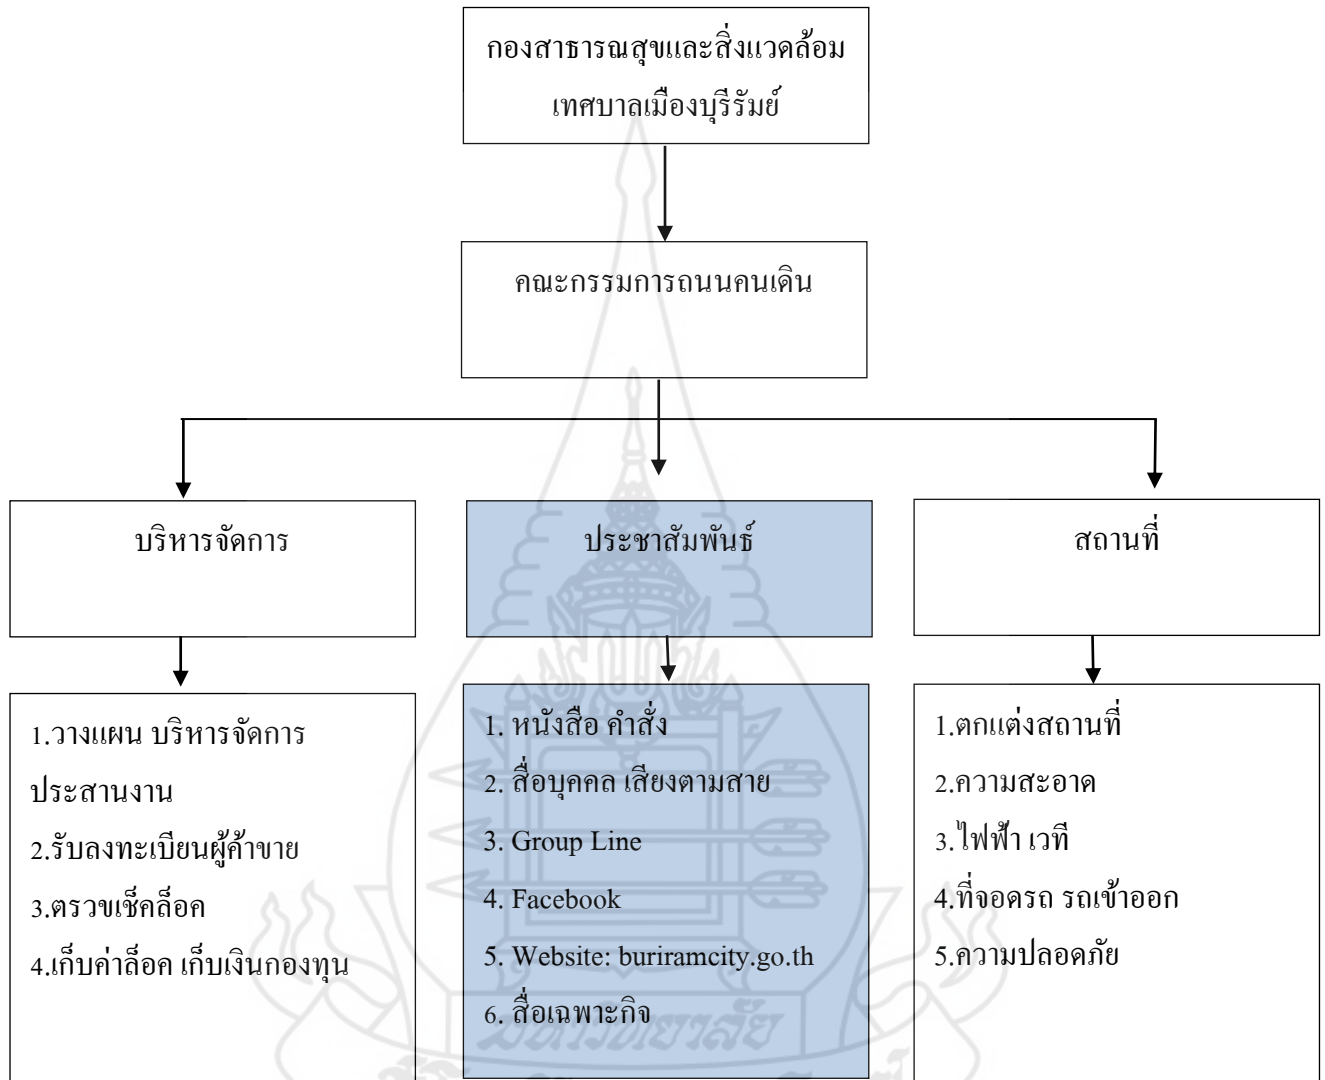 กองสาธารณสุขและสิ่งแวดล้อม
เทศบาลเมืองบุรีรัมย์
คณะกรรมการถนนคนเดิน
บริหารจัดการ
1.วางแผน บริหารจัดการ
ประสานงาน
2.รับลงทะเบียนผู้ค้าขาย
3.ตรวขเช็คล็อค
4.เก็บค่าล็อค เก็บเงินกองทุน
ประชาสัมพันธ์
1. หนังสือ คำสั่ง
2. สื่อบุคคล เสียงตามสาย
3. Group Line
4. Facebook
5. Website: buriramcity.go.th
6. สื่อเฉพาะกิจ
สถานที่
1.ตกแต่งสถานที่
2.ความสะอาด
3.ไฟฟ้า เวที
4.ที่จอดรถ รถเข้าออก
5.ความปลอดภัย
มหาวิทยาลัย